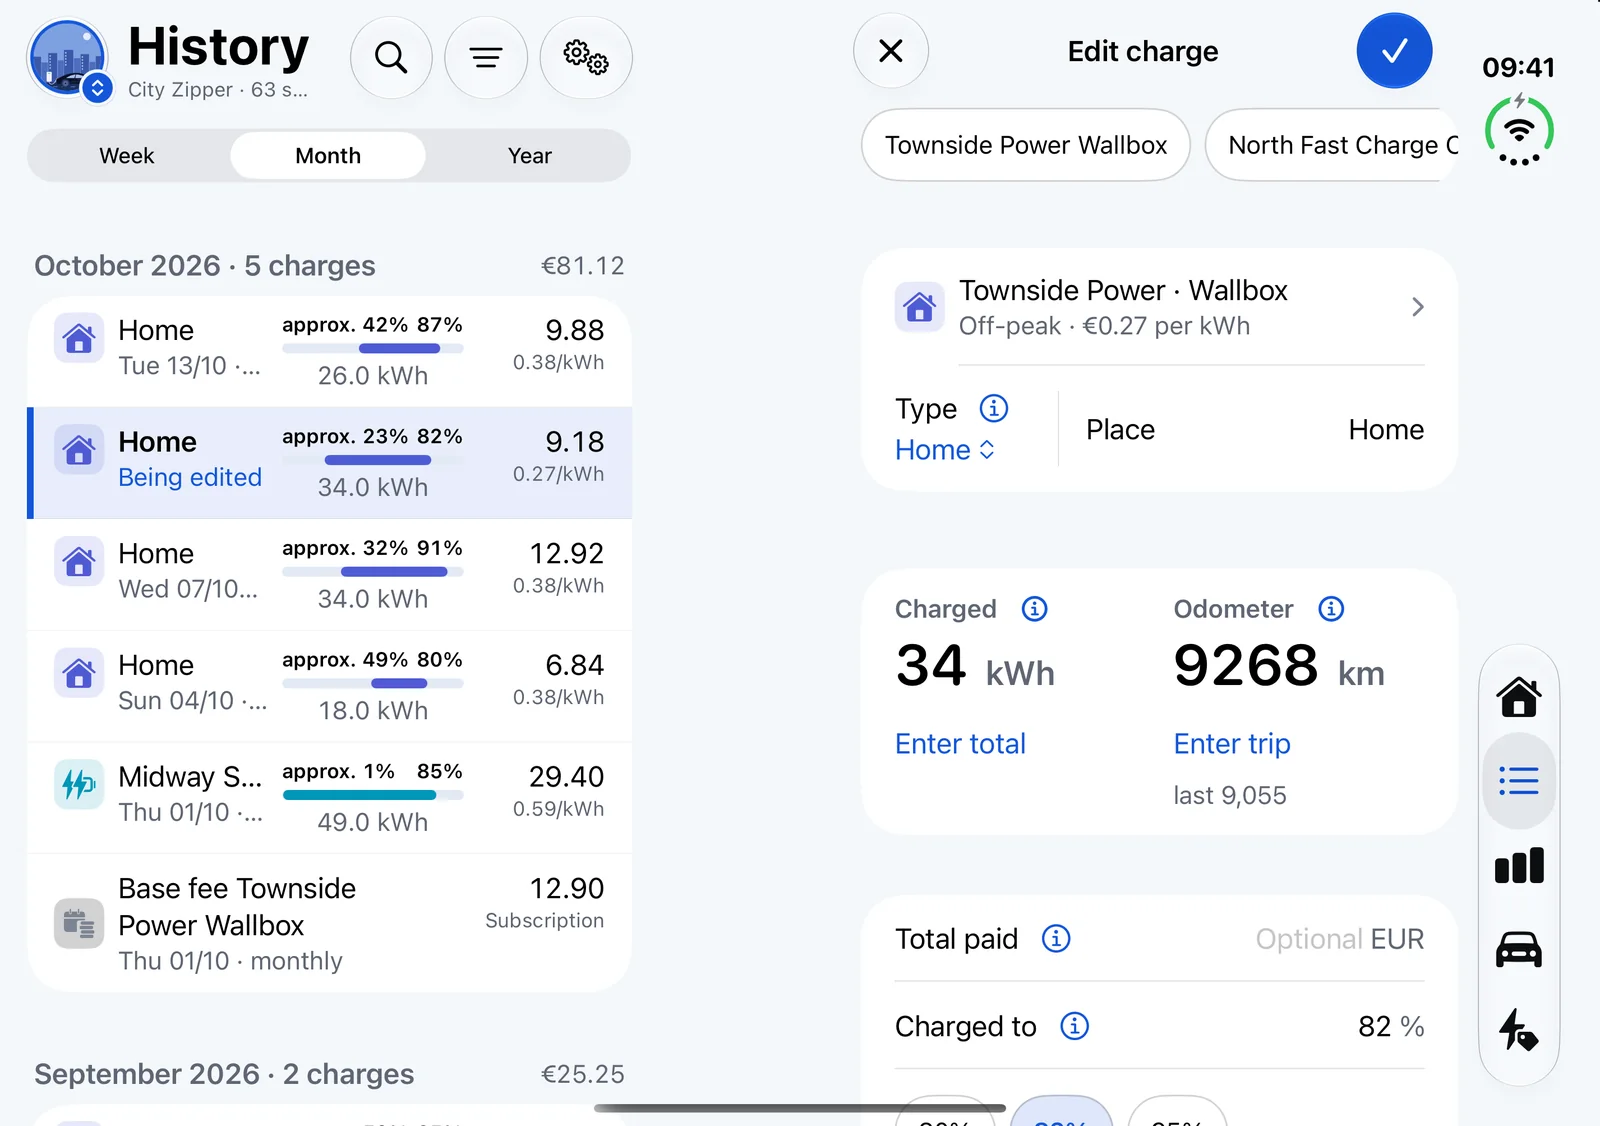 History
City Zipper · 63 s...
Week
Month
Year
October 2026 · 5 charges
€81.12
Home
Tue 13/10 ·...
approx. 42% 87%
26.0 kWh
9.88
0.38/kWh
Home
Being edited
approx. 23% 82%
34.0 kWh
9.18
0.27/kWh
Home
Wed 07/10...
approx. 32% 91%
34.0 kWh
12.92
0.38/kWh
Home
Sun 04/10 ·...
approx. 49% 80%
18.0 kWh
6.84
0.38/kWh
Midway S...
Thu 01/10 ·...
approx. 1% 85%
49.0 kWh
29.40
0.59/kWh
Base fee Townside
Power Wallbox
Thu 01/10 · monthly
12.90
Subscription
September 2026 · 2 charges
€25.25
Edit charge
Townside Power Wallbox
North Fast Charge
Townside Power · Wallbox
Off-peak · €0.27 per kWh
Type
Home
Place
Home
Charged
34 kWh
Enter total
Odometer
9268 km
Enter trip
last 9,055
Total paid
Optional EUR
Charged to
82 %
09:41